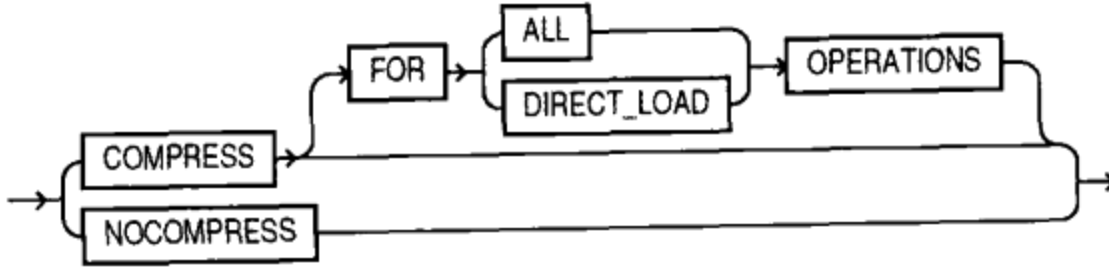 ALL
FOR
OPERATIONS
DIRECT_LOAD
COMPRESS
NOCOMPRESS